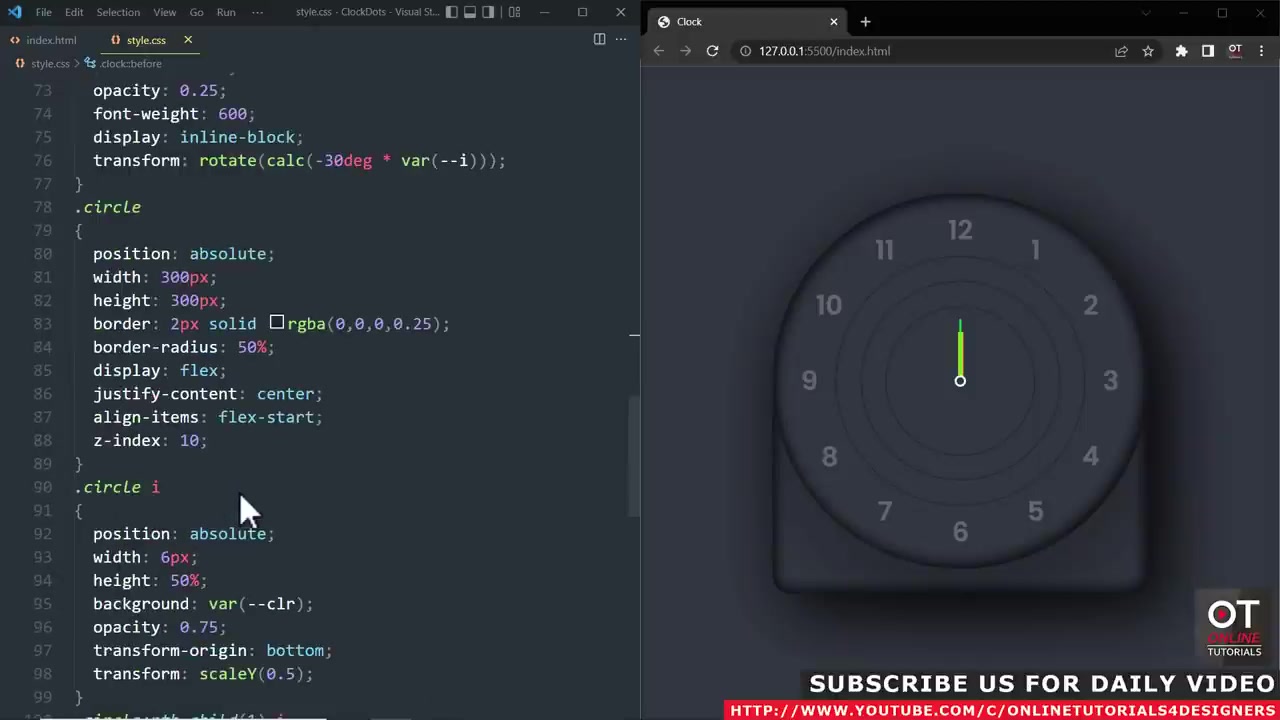 File Edit Selection View Go Run ··· style.css - ClockDots - Visual St...
index.html style.css
style.css > .clock::before
73 opacity: 0.25;
74 font-weight: 600;
75 display: inline-block;
76 transform: rotate(calc(-30deg * var(--i)));
77 }
78 .circle
79 {
80 position: absolute;
81 width: 300px;
82 height: 300px;
83 border: 2px solid rgba(0,0,0,0.25);
84 border-radius: 50%;
85 display: flex;
86 justify-content: center;
87 align-items: flex-start;
88 z-index: 10;
89 }
90 .circle i
91 {
92 position: absolute;
93 width: 6px;
94 height: 50%;
95 background: var(--clr);
96 opacity: 0.75;
97 transform-origin: bottom;
98 transform: scaleY(0.5);
99 }
Clock
127.0.0.1:5500/index.html
12
11 1
10 2
9 3
8 4
7 5
6
OT
ONLINE
TUTORIALS
SUBSCRIBE US FOR DAILY VIDEO
HTTP://WWW.YOUTUBE.COM/C/ONLINETUTORIALS4DESIGNERS